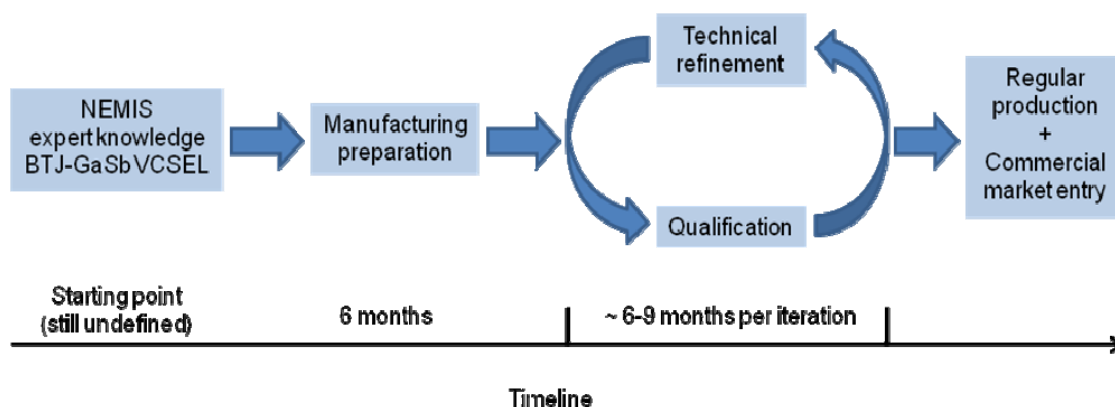 NEMIS
expert knowledge
BTJ-GaSb VCSEL
Manufacturing
preparation
Technical
refinement
Qualification
Regular
production
+
Commercial
market entry
Starting point
(still undefined)
6 months
~ 6-9 months per iteration
Timeline